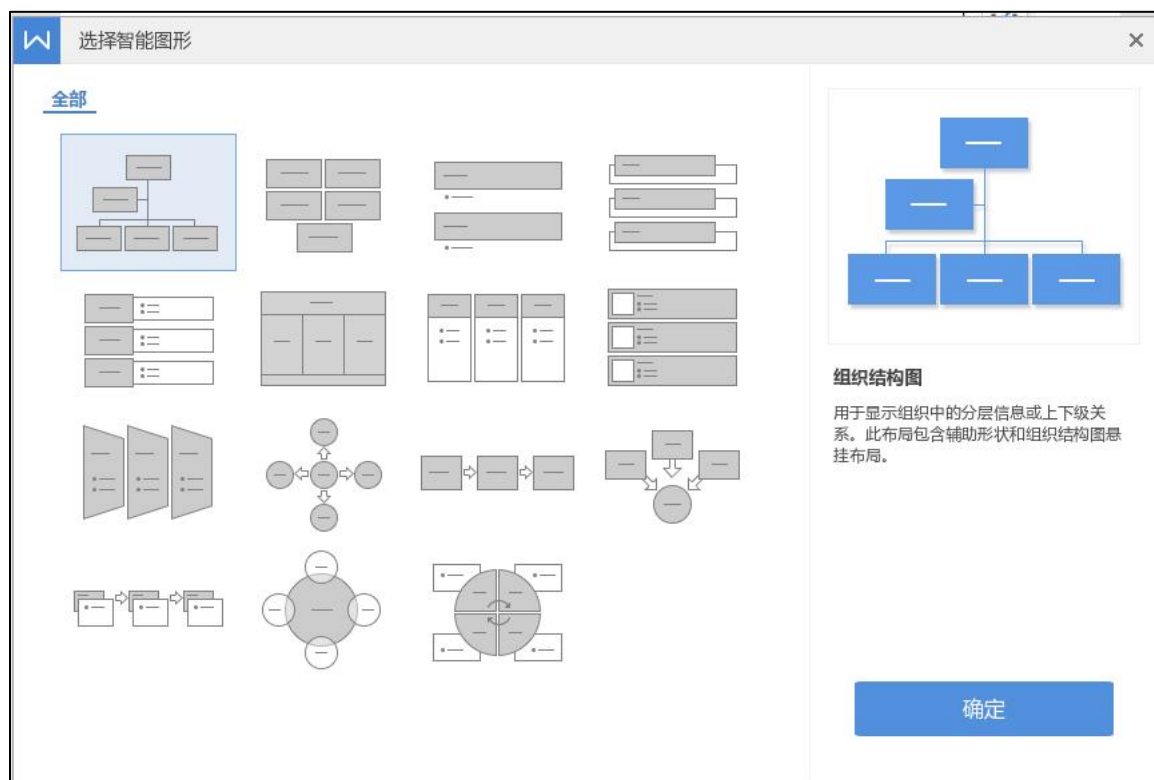 选择智能图形
全部
组织结构图
用于显示组织中的分层信息或上下级关
系。此布局包含辅助形状和组织结构图悬
挂布局。
确定